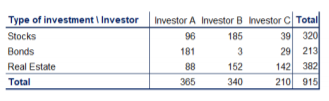 Type of investment \ Investor Investor A Investor B Investor C Total
Stocks 96 185 39 320
Bonds 181 3 29 213
Real Estate 88 152 142 382
Total 365 340 210 915